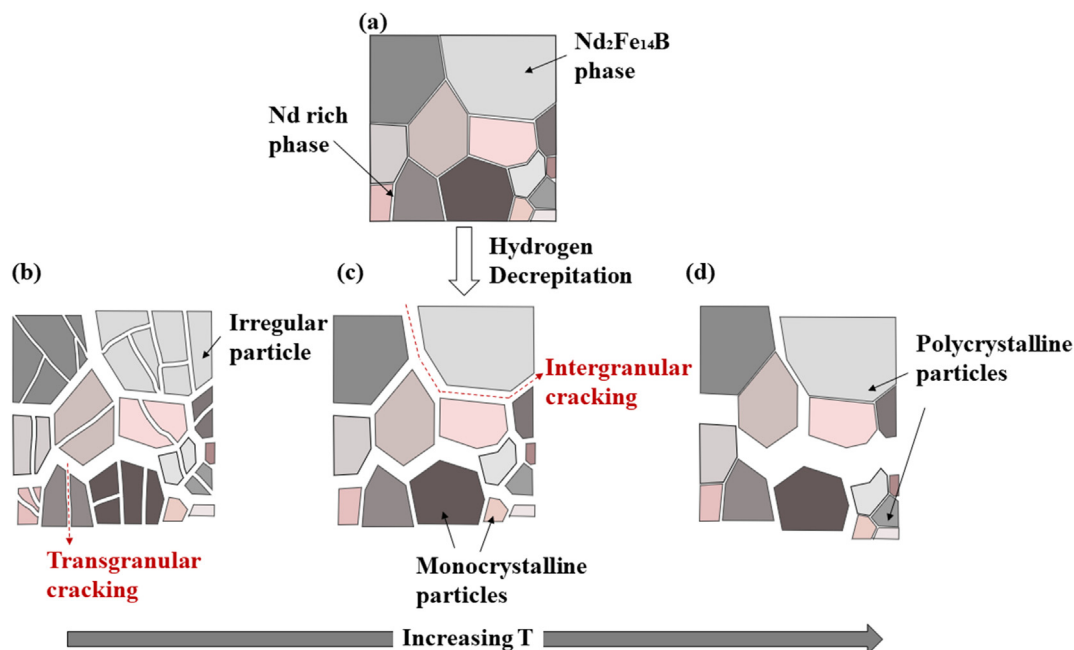 (a)
Nd₂Fe₁₄B
phase
Nd rich
phase
Hydrogen
Decrepitation
(b)
(c)
(d)
Irregular
particle
Intergranular
cracking
Polycrystalline
particles
Transgranular
cracking
Monocrystalline
particles
Increasing T